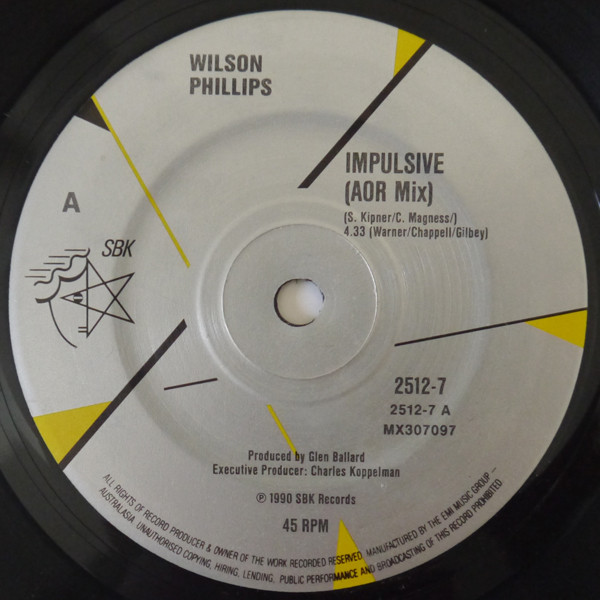 WILSON
PHILLIPS
IMPULSIVE
(AOR Mix)
(S. Kipner/C. Magness/)
4.33 (Warner/Chappell/Gilbey)
A
SBK
2512-7
2512-7 A
MX307097
Produced by Glen Ballard
Executive Producer: Charles Koppelman
℗ 1990 SBK Records
45 RPM
ALL RIGHTS OF RECORD PRODUCER & OWNER OF THE WORK RECORDED RESERVED. MANUFACTURED BY THE EMI MUSIC GROUP –
AUSTRALASIA. UNAUTHORISED COPYING, HIRING, LENDING, PUBLIC PERFORMANCE AND BROADCASTING OF THIS RECORD PROHIBITED.